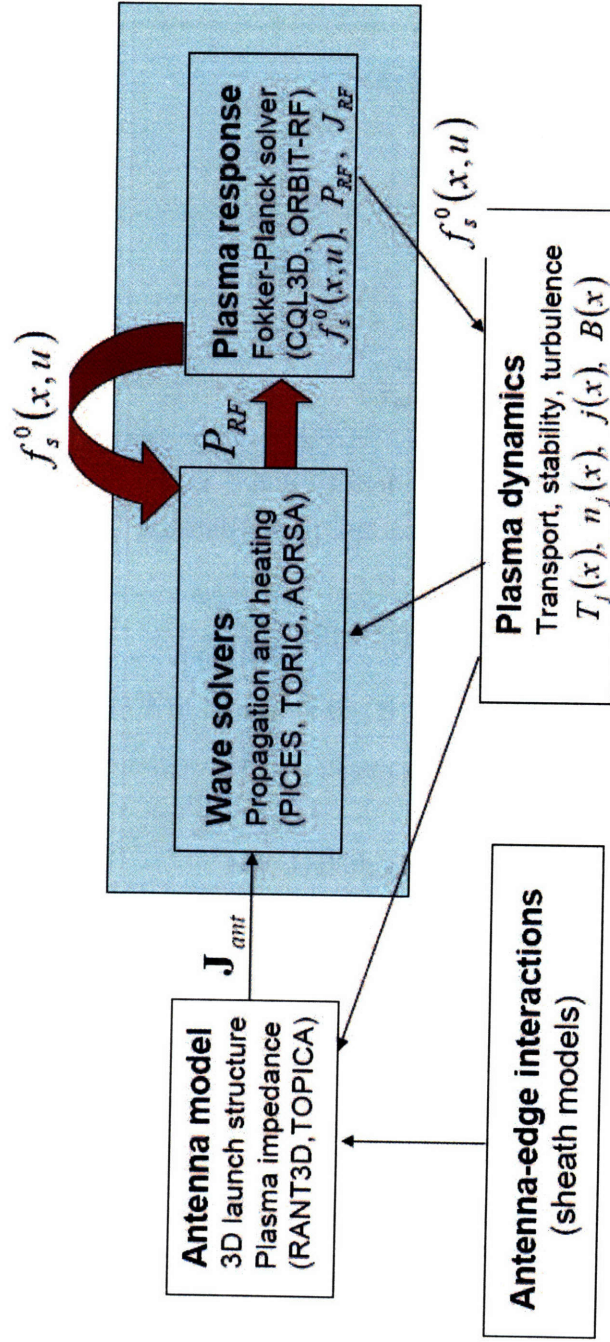 Antenna model
3D launch structure
Plasma impedance
(RANT3D,TOPICA)
J_ant
Wave solvers
Propagation and heating
(PICES, TORIC, AORSA)
P_RF
f_s^0(x,u)
Plasma response
Fokker-Planck solver
(CQL3D, ORBIT-RF)
f_s^0(x,u), P_RF, J_RF
f_s^0(x,u)
Antenna-edge interactions
(sheath models)
Plasma dynamics
Transport, stability, turbulence
T_j(x), n_j(x), j(x), B(x)